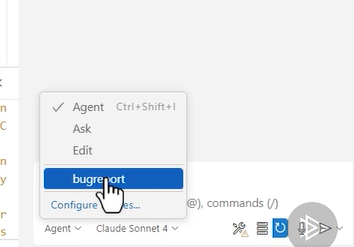 Agent Ctrl+Shift+I
Ask
Edit
bugreport
Configure
@), commands (/)
Agent Claude Sonnet 4